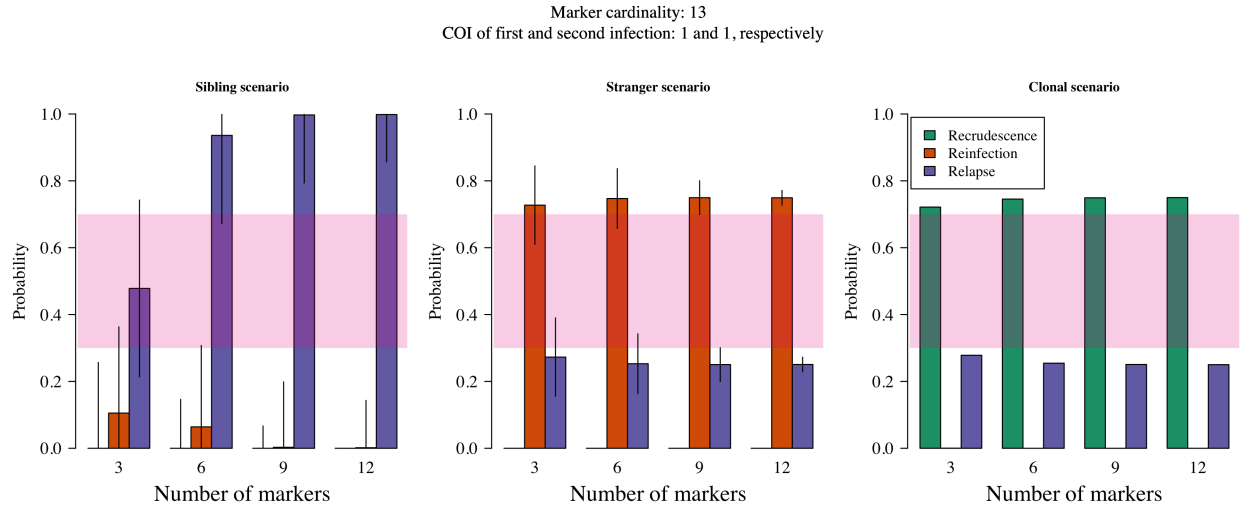 Marker cardinality: 13
COI of first and second infection: 1 and 1, respectively
Sibling scenario
Probability
1.0
0.8
0.6
0.4
0.2
0.0
3 6 9 12
Number of markers
Stranger scenario
Probability
1.0
0.8
0.6
0.4
0.2
0.0
3 6 9 12
Number of markers
Clonal scenario
Probability
1.0
0.8
0.6
0.4
0.2
0.0
Recrudescence
Reinfection
Relapse
3 6 9 12
Number of markers